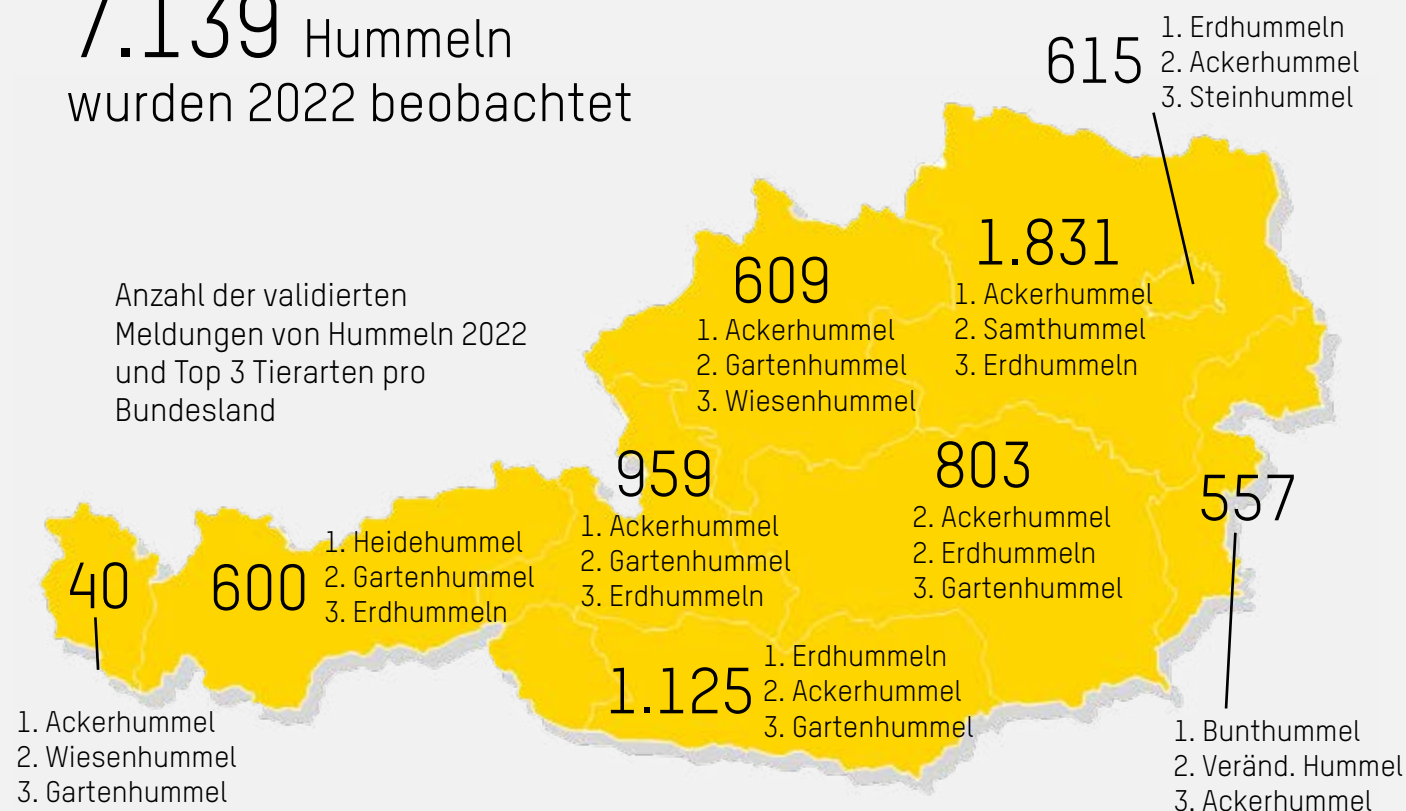 7.139 Hummeln
wurden 2022 beobachtet
Anzahl der validierten
Meldungen von Hummeln 2022
und Top 3 Tierarten pro
Bundesland
615
1. Erdhummeln
2. Ackerhummel
3. Steinhummel
1.831
1. Ackerhummel
2. Samthummel
3. Erdhummeln
609
1. Ackerhummel
2. Gartenhummel
3. Wiesenhummel
959
1. Ackerhummel
2. Gartenhummel
3. Erdhummeln
803
2. Ackerhummel
2. Erdhummeln
3. Gartenhummel
557
1. Bunthummel
2. Veränd. Hummel
3. Ackerhummel
40
1. Ackerhummel
2. Wiesenhummel
3. Gartenhummel
600
1. Heidehummel
2. Gartenhummel
3. Erdhummeln
1.125
1. Erdhummeln
2. Ackerhummel
3. Gartenhummel